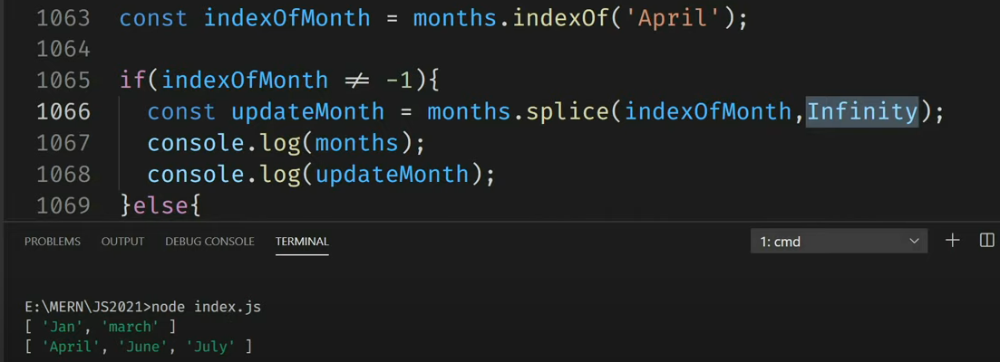 1063 const indexOfMonth = months.indexOf('April');
1064
1065 if(indexOfMonth != -1){
1066 const updateMonth = months.splice(indexOfMonth,Infinity);
1067 console.log(months);
1068 console.log(updateMonth);
1069 }else{
PROBLEMS OUTPUT DEBUG CONSOLE TERMINAL 1: cmd
E:\MERN\JS2021>node index.js
[ 'Jan', 'march' ]
[ 'April', 'June', 'July' ]